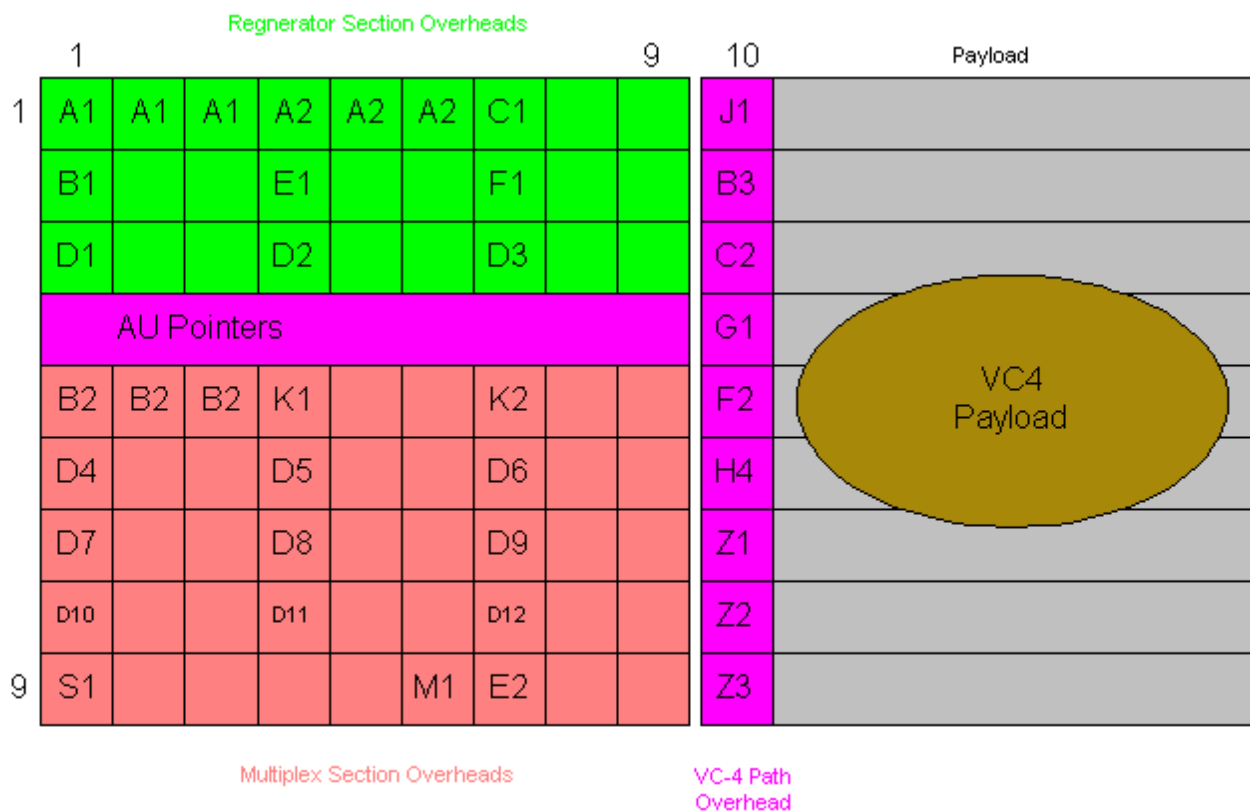 Regnerator Section Overheads
1 9 10 Payload
1 A1 A1 A1 A2 A2 A2 C1 J1
B1 E1 F1 B3
D1 D2 D3 C2
AU Pointers G1
B2 B2 B2 K1 K2 F2
VC4
Payload
D4 D5 D6 H4
D7 D8 D9 Z1
D10 D11 D12 Z2
9 S1 M1 E2 Z3
Multiplex Section Overheads
VC-4 Path
Overhead